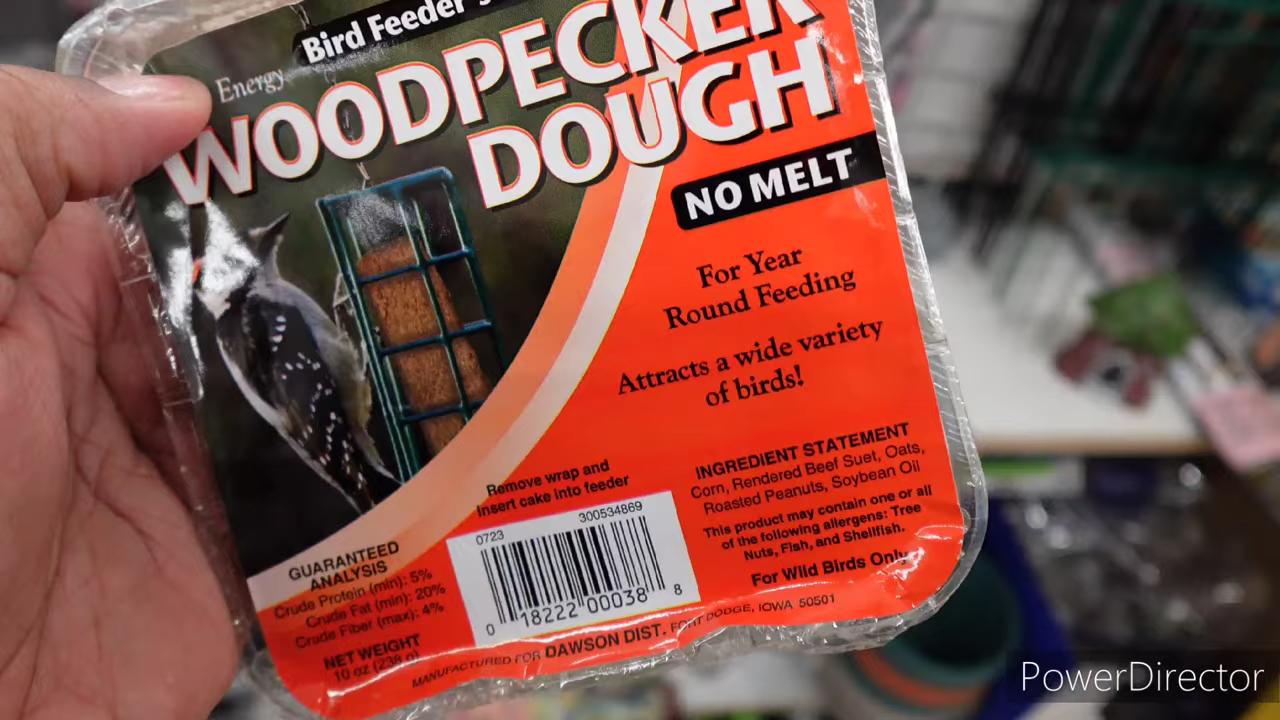 Bird Feeder's
Energy
WOODPECKER
DOUGH
NO MELT
For Year
Round Feeding
Attracts a wide variety
of birds!
Remove wrap and
insert cake into feeder
INGREDIENT STATEMENT
Corn, Rendered Beef Suet, Oats,
Roasted Peanuts, Soybean Oil
This product may contain one or all
of the following allergens: Tree
Nuts, Fish, and Shellfish.
For Wild Birds Only
GUARANTEED
ANALYSIS
Crude Protein (min): 5%
Crude Fat (min): 20%
Crude Fiber (max): 4%
NET WEIGHT
10 oz (238 g)
0723 300534869
0 18222 00038 8
MANUFACTURED FOR DAWSON DIST. FORT DODGE, IOWA 50501
PowerDirector